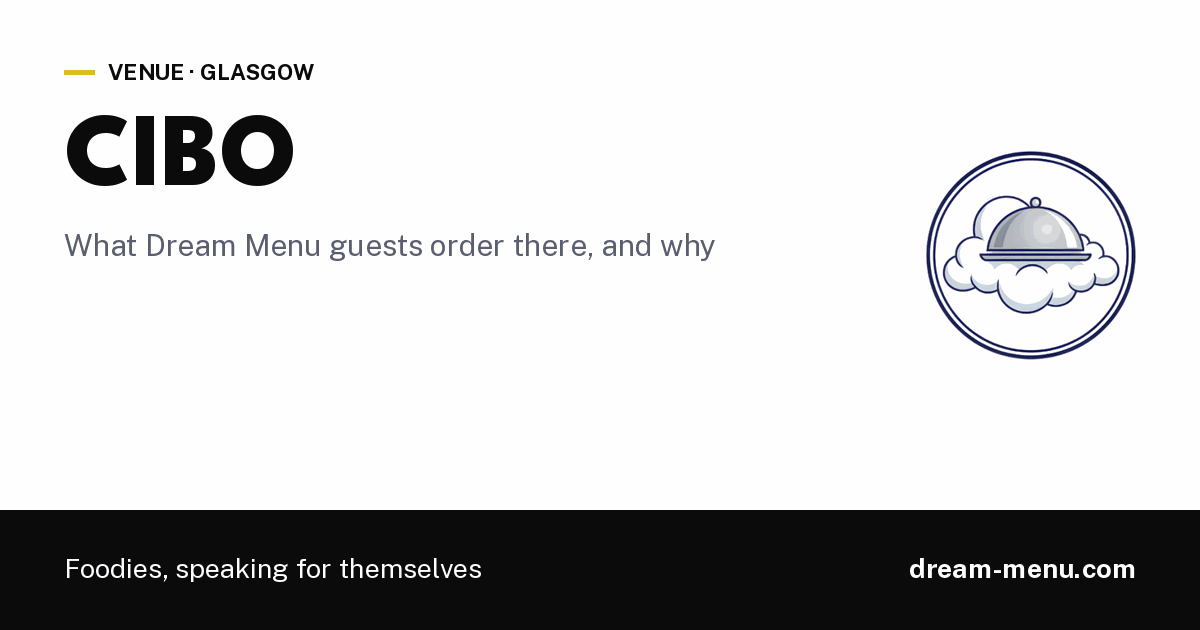 VENUE · GLASGOW
CIBO
What Dream Menu guests order there, and why
Foodies, speaking for themselves
dream-menu.com